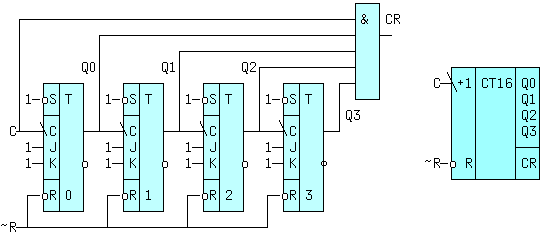 & CR
Q0 Q1 Q2
1 S T 1 S T 1 S T 1 S T
C +1 CT16 Q0
Q1
Q2
Q3
Q3
C C C C C
1 J 1 J 1 J 1 J
1 K 1 K 1 K 1 K
~R R CR
R 0 R 1 R 2 R 3
~R